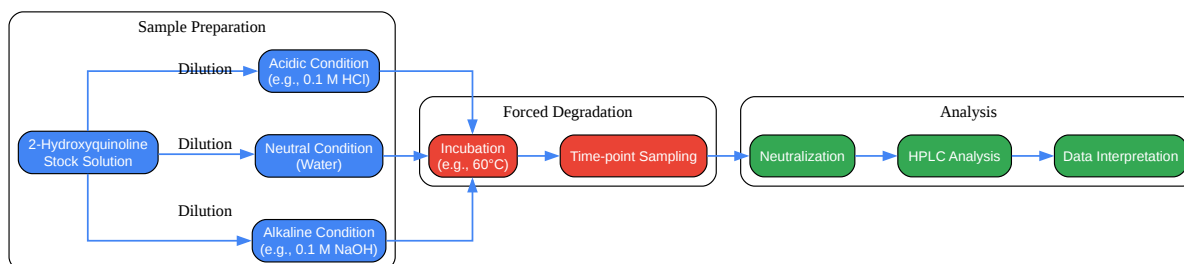 Sample Preparation
Dilution
Acidic Condition
(e.g., 0.1 M HCl)
2-Hydroxyquinoline
Stock Solution
Dilution
Neutral Condition
(Water)
Dilution
Alkaline Condition
(e.g., 0.1 M NaOH)
Forced Degradation
Incubation
(e.g., 60°C)
Time-point Sampling
Analysis
Neutralization
HPLC Analysis
Data Interpretation